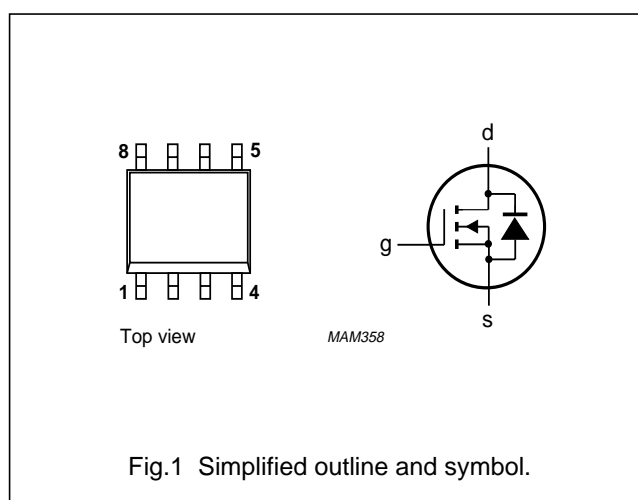 d
8 5
g
1 4
s
Top view MAM358
Fig.1 Simplified outline and symbol.